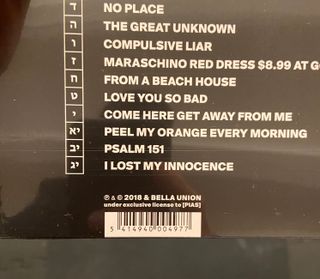 ד NO PLACE
ה THE GREAT UNKNOWN
ו COMPULSIVE LIAR
ז MARASCHINO RED DRESS $8.99 AT G
ח FROM A BEACH HOUSE
ט LOVE YOU SO BAD
י COME HERE GET AWAY FROM ME
יא PEEL MY ORANGE EVERY MORNING
יב PSALM 151
יג I LOST MY INNOCENCE
℗ & © 2018 & BELLA UNION
under exclusive license to [PIAS]
5 414940 004977